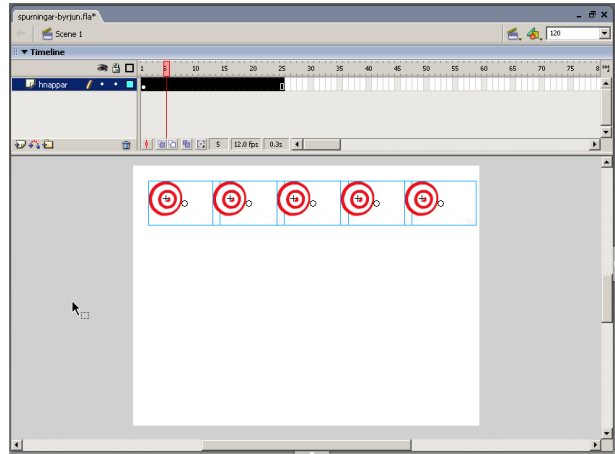 spurningar-byrjun.fla*
Scene 1
120
Timeline
1 5 10 15 20 25 30 35 40 45 50 55 60 65 70 75 8
hnappar
5 12.0 fps 0.3s